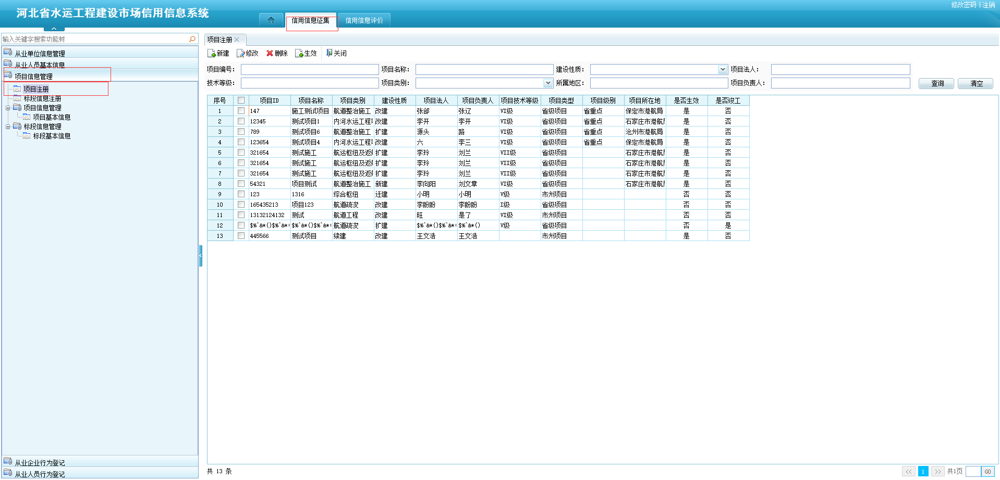 河北省水运工程建设市场信用信息系统
修改密码 | 注销
信用信息征集 信用信息评价
输入关键字搜索功能树
从业单位信息管理
从业人员基本信息
项目信息管理
项目注册
标段信息注册
项目信息管理
项目基本信息
标段信息管理
标段基本信息
从业企业行为登记
从业人员行为登记
项目注册
新建 修改 删除 生效 关闭
项目编号： 项目名称： 建设性质： 项目法人：
技术等级： 项目类别： 所属地区： 项目负责人： 查询 清空
序号 项目ID 项目名称 项目类别 建设性质 项目法人 项目负责人 项目技术等级 项目类型 项目级别 项目所在地 是否生效 是否竣工
1 147 施工测试项目 航道整治施工 改建 张郃 张辽 VI级 省级项目 省重点 保定市港航局 是 否
2 12345 测试项目1 内河水运工程 改建 李开 李开 VI级 省级项目 省重点 石家庄市港航 是 否
3 789 测试项目6 航道整治施工 扩建 源头 路 VI级 省级项目 省重点 沧州市港航局 是 否
4 123654 测试项目4 内河水运工程 改建 六 李三 VI级 省级项目 省重点 保定市港航局 是 否
5 321654 测试施工 航运枢纽及返 扩建 李玲 刘兰 VII级 省级项目 石家庄市港航 是 否
6 321654 测试施工 航运枢纽及返 扩建 李玲 刘兰 VII级 省级项目 石家庄市港航 是 否
7 321654 测试施工 航运枢纽及返 扩建 李玲 刘兰 VII级 省级项目 石家庄市港航 是 否
8 54321 项目测试 航道整治施工 新建 李向阳 刘文章 VI级 省级项目 石家庄市港航 是 否
9 123 1316 综合枢纽 迁建 小明 小明 V级 市州项目 否 否
10 165435213 项目123 航道疏浚 改建 李盼盼 李盼盼 I级 省级项目 否 否
11 13132124132 测试 航道工程 改建 旺 是了 VI级 市州项目 否 否
12 $%^&*()$%^&*( $%^&*()$%^&*( 航道疏浚 扩建 $%^&*()$%^&*( $%^&*() V级 省级项目 否 是
13 445566 测试项目 续建 改建 王文浩 王文浩 市州项目 是 否
共 13 条
<< 1 >> 共1页 GO